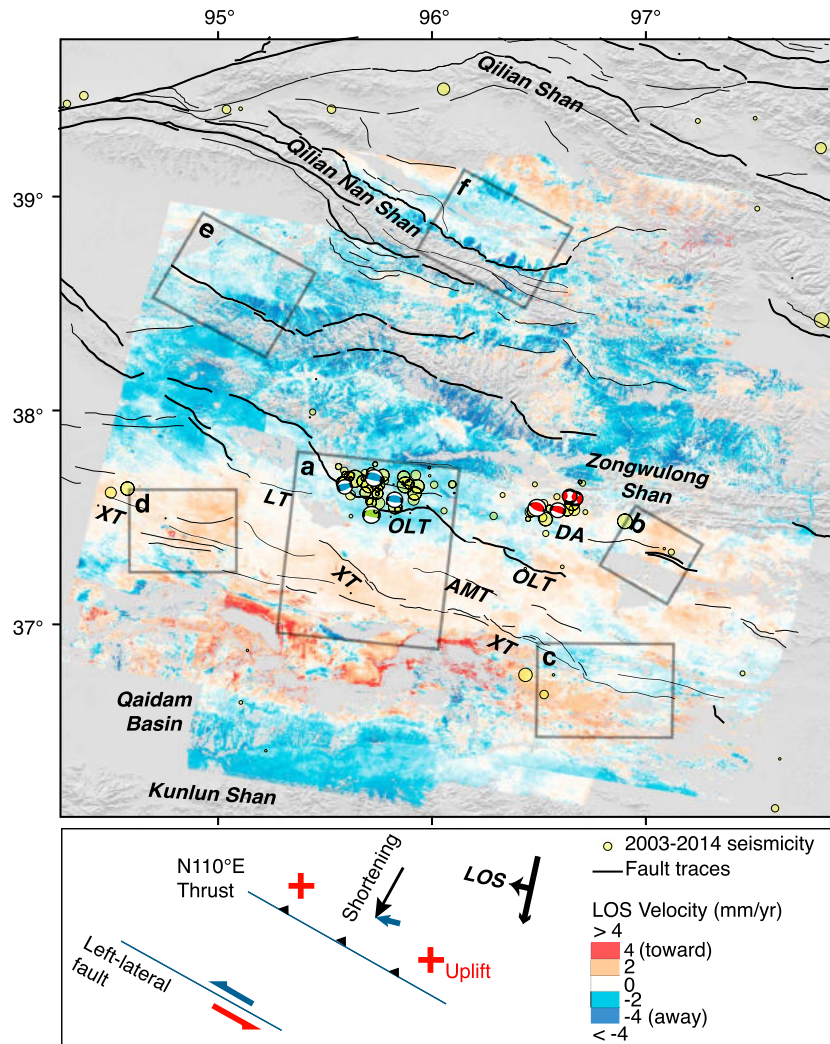 95°
96°
97°
Qilian Shan
Qilian Nan Shan
39°
f
e
38°
Zongwulong
Shan
a
LT
OLT
DA
b
XT
d
XT
AMT
OLT
37°
XT
c
Qaidam
Basin
Kunlun Shan
N110°E
Thrust
Shortening
LOS
Uplift
Left-lateral
fault
2003-2014 seismicity
Fault traces
LOS Velocity (mm/yr)
> 4
4 (toward)
2
0
-2
-4 (away)
< -4